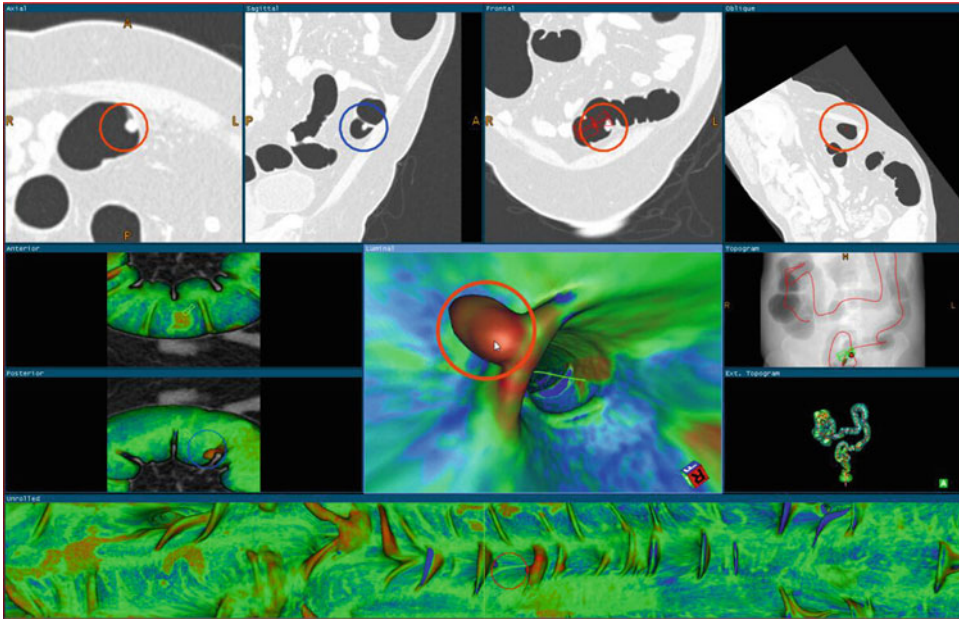 Axial
Sagittal
Frontal
Oblique
A
R
L
P
P
A
R
L
Anterior
Luminal
Topogram
H
R
L
Posterior
Ext. Topogram
R
A
Unrolled